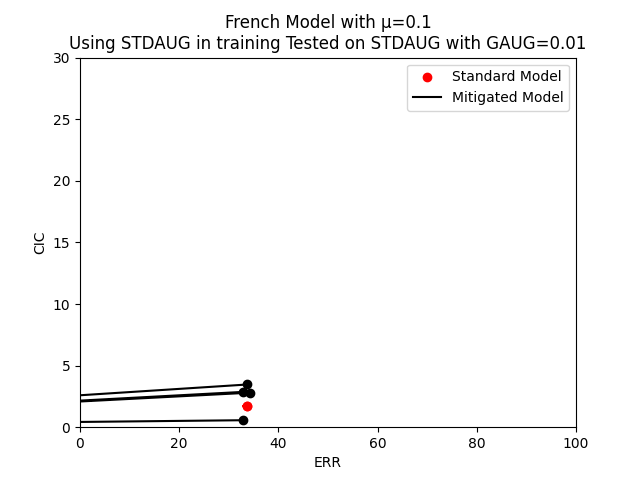 French Model with μ=0.1
Using STDAUG in training Tested on STDAUG with GAUG=0.01
Standard Model
Mitigated Model
30
25
20
15
10
5
0
CIC
0 20 40 60 80 100
ERR